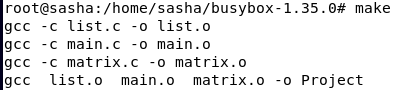 root@sasha:/home/sasha/busybox-1.35.0# make
gcc -c list.c -o list.o
gcc -c main.c -o main.o
gcc -c matrix.c -o matrix.o
gcc  list.o  main.o  matrix.o -o Project